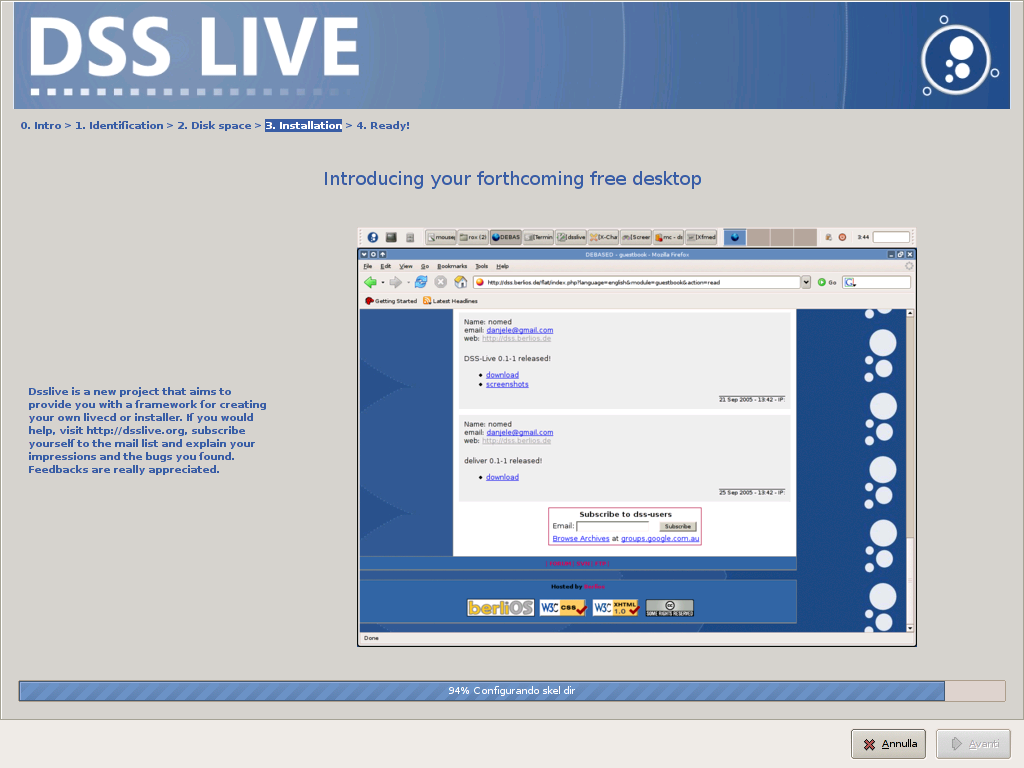 DSS LIVE
0. Intro > 1. Identification > 2. Disk space > 3. Installation > 4. Ready!
Introducing your forthcoming free desktop
Dsslive is a new project that aims to
provide you with a framework for creating
your own livecd or installer. If you would
help, visit http://dsslive.org, subscribe
yourself to the mail list and explain your
impressions and the bugs you found.
Feedbacks are really appreciated.
mousep rox (2) DEBAS Termin dsslive X-Cha Scree mc - ds Xfmed 3:44
DEBASED - guestbook - Mozilla Firefox
File Edit View Go Bookmarks Tools Help
http://dss.berlios.de/flat/index.php?language=english&module=guestbook&action=read Go
Getting Started Latest Headlines
Name: nomed
email: danjele@gmail.com
web: http://dss.berlios.de
DSS-Live 0.1-1 released!
download
screenshots
21 Sep 2005 - 13:42 - IP
Name: nomed
email: danjele@gmail.com
web: http://dss.berlios.de
deliver 0.1-1 released!
download
25 Sep 2005 - 13:42 - IP
Subscribe to dss-users
Email: Subscribe
Browse Archives at groups.google.com.au
Hosted by
berliOS W3C CSS W3C XHTML 1.0 cc SOME RIGHTS RESERVED
Done
94% Configurando skel dir
Annulla Avanti